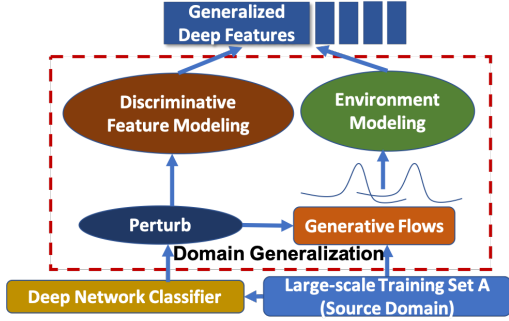 Generalized
Deep Features
Discriminative
Feature Modeling
Environment
Modeling
Perturb
Generative Flows
Domain Generalization
Deep Network Classifier
Large-scale Training Set A
(Source Domain)